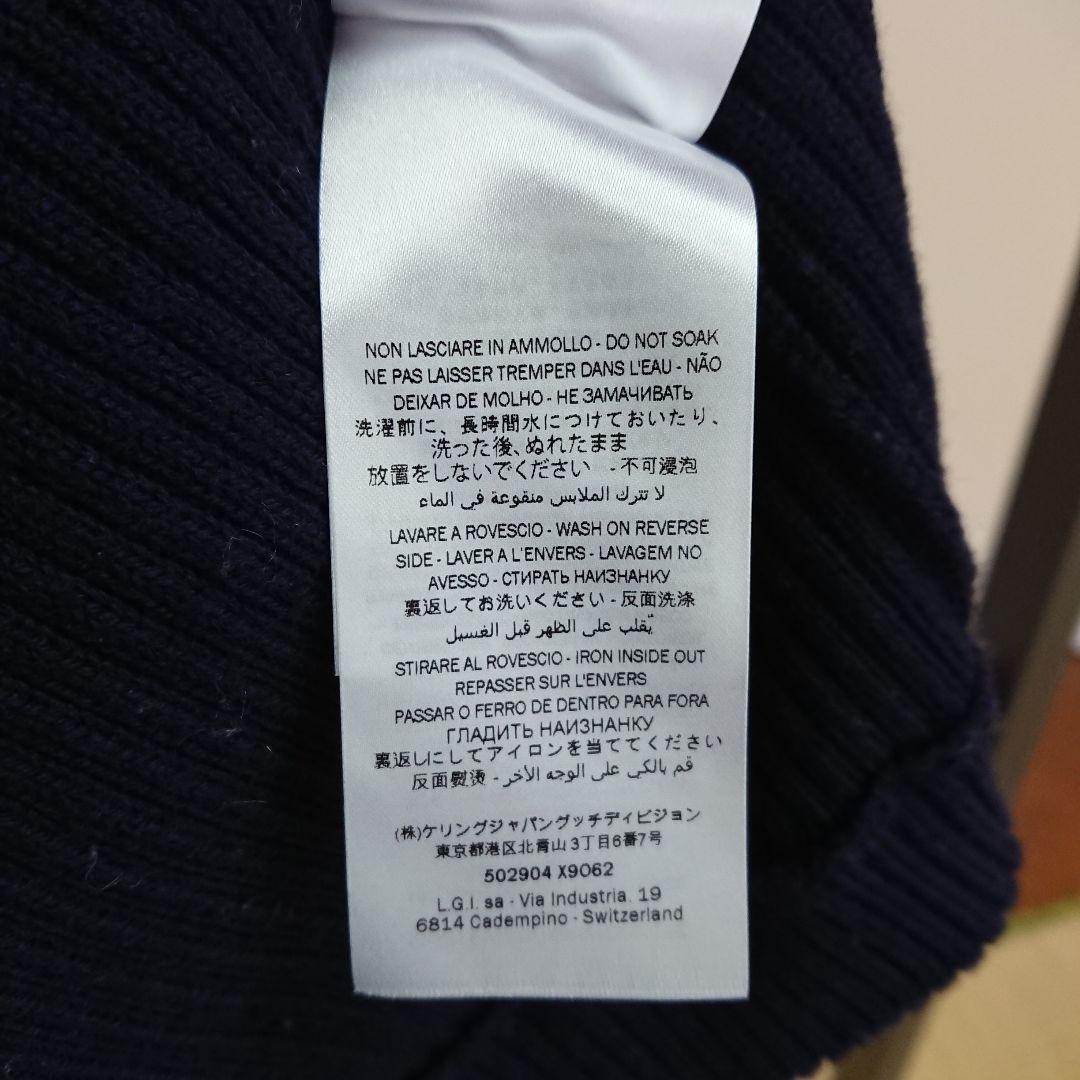 NON LASCIARE IN AMMOLLO - DO NOT SOAK
NE PAS LAISSER TREMPER DANS L'EAU - NÃO
DEIXAR DE MOLHO - НЕ ЗАМАЧИВАТЬ
洗濯前に、長時間水につけておいたり、
洗った後、ぬれたまま
放置をしないでください - 不可浸泡
لا تترك الملابس منقوعة في الماء
LAVARE A ROVESCIO - WASH ON REVERSE
SIDE - LAVER A L'ENVERS - LAVAGEM NO
AVESSO - СТИРАТЬ НАИЗНАНКУ
裏返してお洗いください - 反面洗涤
يُقلب على الظهر قبل الغسيل
STIRARE AL ROVESCIO - IRON INSIDE OUT
REPASSER SUR L'ENVERS
PASSAR O FERRO DE DENTRO PARA FORA
ГЛАДИТЬ НАИЗНАНКУ
裏返しにしてアイロンを当ててください
反面熨烫 - قم بالكي على الوجه الآخر
(株)ケリングジャパングッチディビジョン
東京都港区北青山3丁目6番7号
502904 X9062
L.G.I. sa - Via Industria, 19
6814 Cadempino - Switzerland